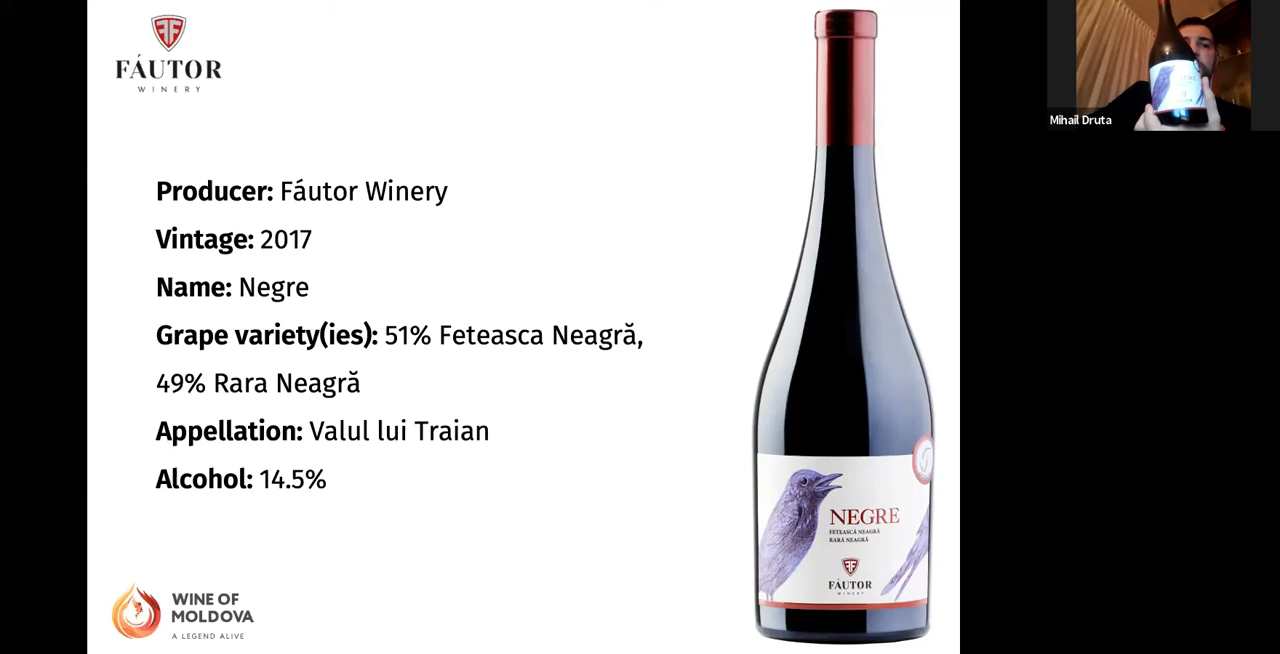 FÁUTOR
WINERY
Mihail Druta
Producer: Fáutor Winery
Vintage: 2017
Name: Negre
Grape variety(ies): 51% Feteasca Neagră,
49% Rara Neagră
Appellation: Valul lui Traian
Alcohol: 14.5%
NEGRE
FETEASCĂ NEAGRĂ
RARĂ NEAGRĂ
FÁUTOR
WINERY
WINE OF
MOLDOVA
A LEGEND ALIVE